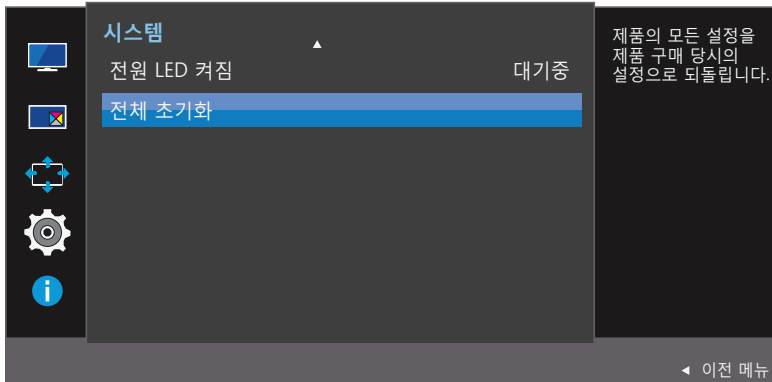 시스템
전원 LED 켜짐 대기중
전체 초기화
제품의 모든 설정을
제품 구매 당시의
설정으로 되돌립니다.
이전 메뉴